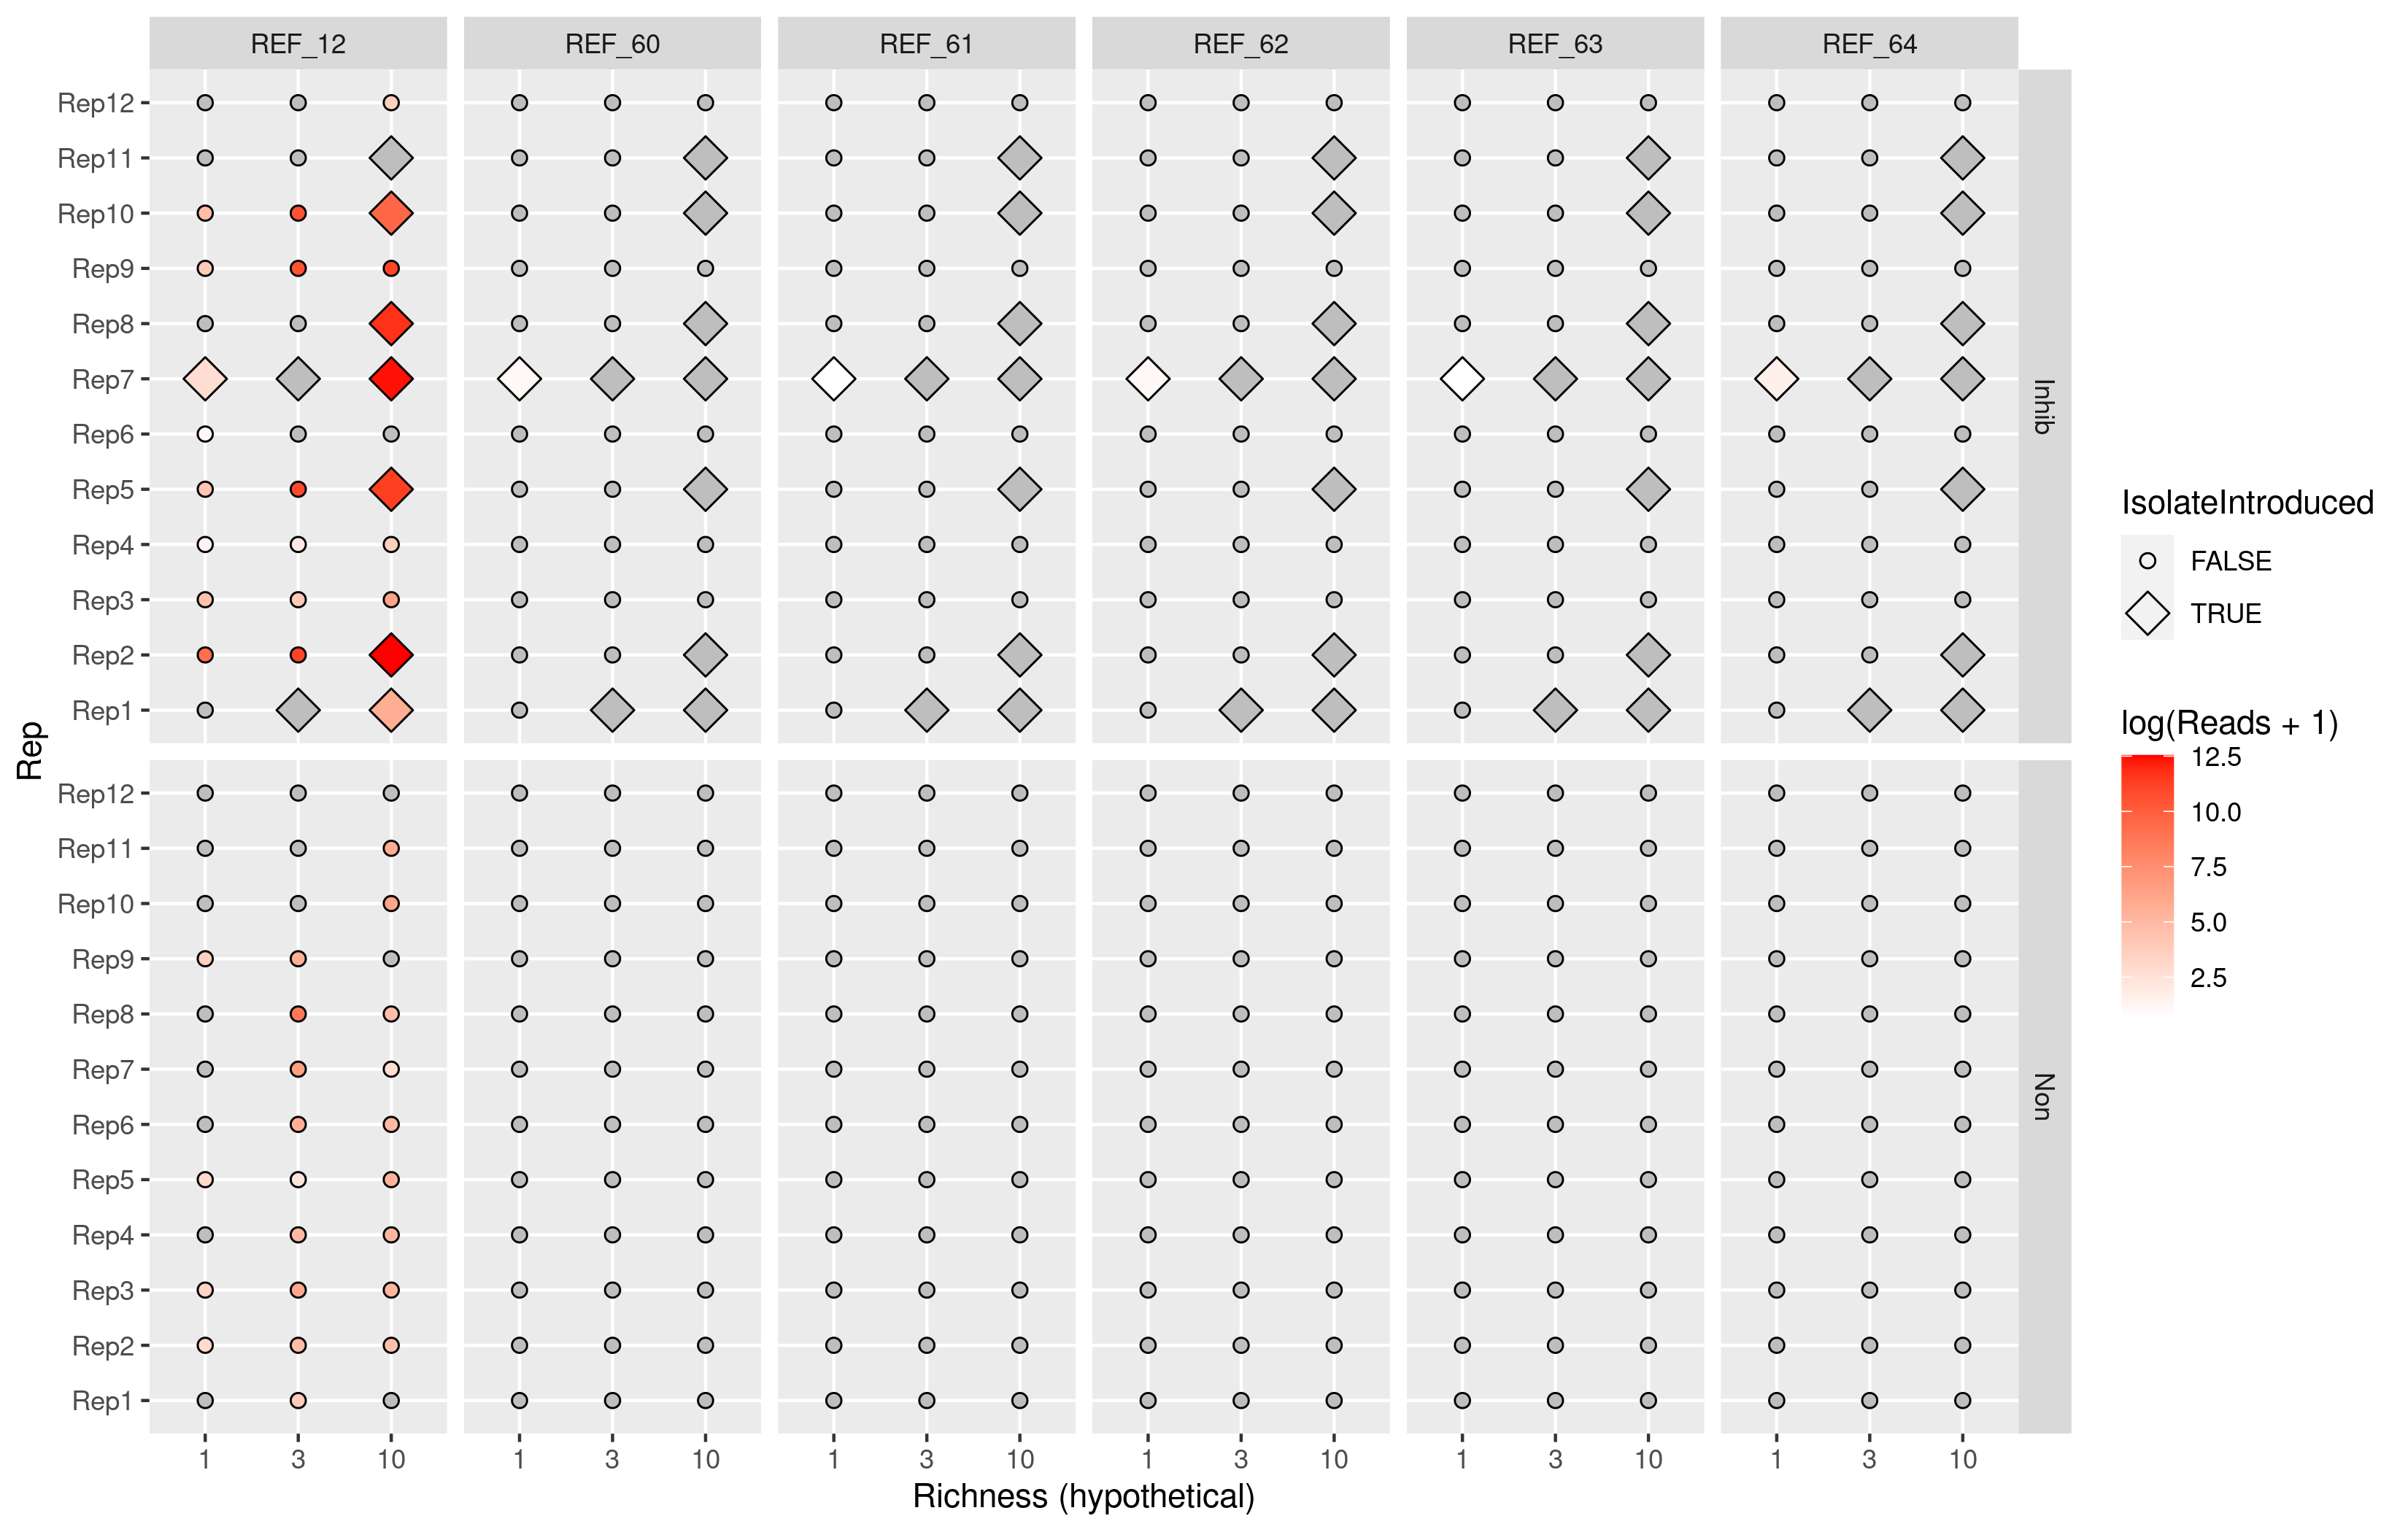 REF_12 REF_60 REF_61 REF_62 REF_63 REF_64
Rep12
Rep11
Rep10
Rep9
Rep8
Rep7
Rep6
Rep5
Rep4
Rep3
Rep2
Rep1
Inhib
Rep
Rep12
Rep11
Rep10
Rep9
Rep8
Rep7
Rep6
Rep5
Rep4
Rep3
Rep2
Rep1
Non
1 3 10 1 3 10 1 3 10 1 3 10 1 3 10 1 3 10
Richness (hypothetical)
IsolateIntroduced
FALSE
TRUE
log(Reads + 1)
12.5
10.0
7.5
5.0
2.5